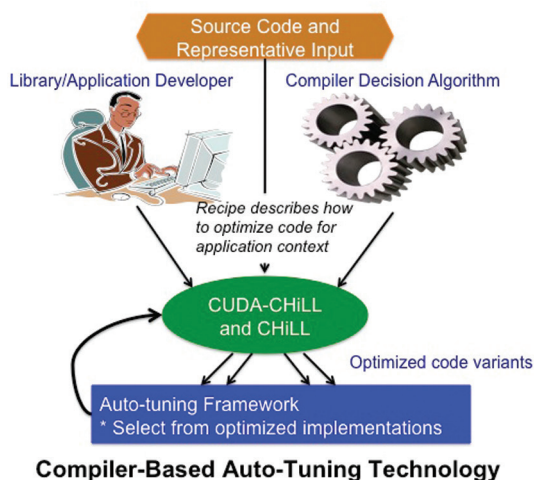 Source Code and
Representative Input
Library/Application Developer
Compiler Decision Algorithm
Recipe describes how
to optimize code for
application context
CUDA-CHiLL
and CHiLL
Optimized code variants
Auto-tuning Framework
* Select from optimized implementations
Compiler-Based Auto-Tuning Technology